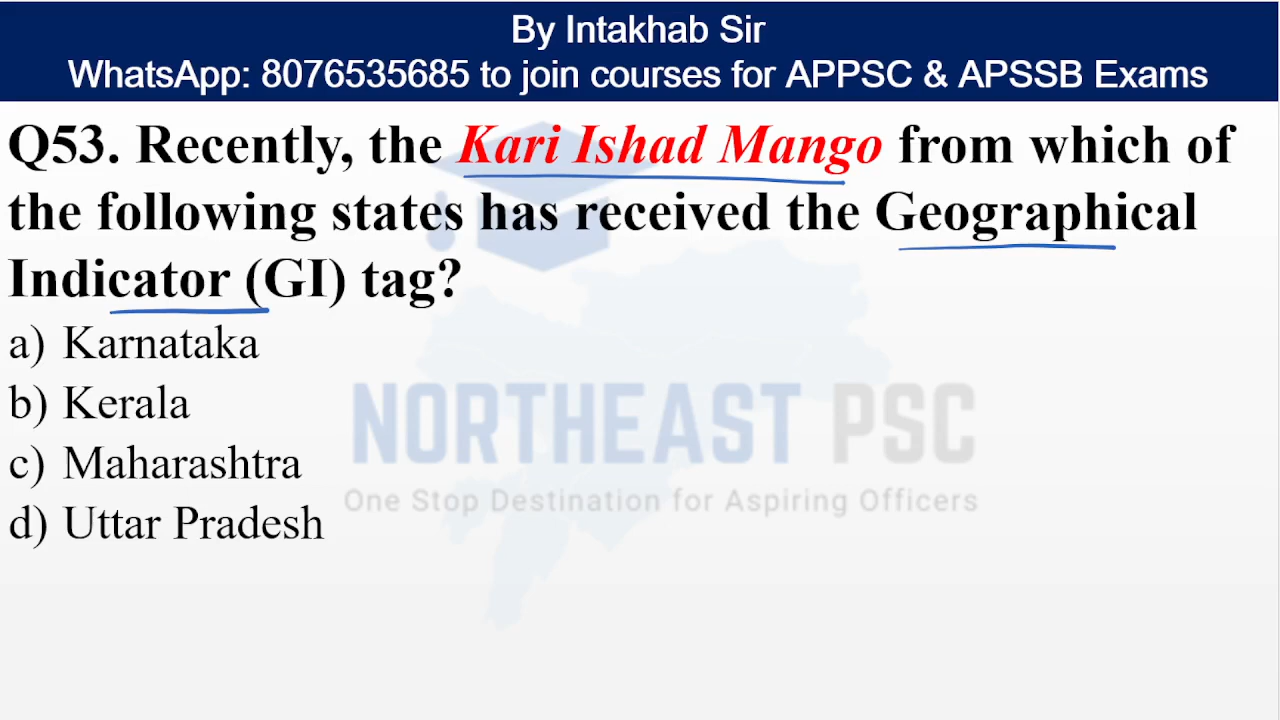 By Intakhab Sir
WhatsApp: 8076535685 to join courses for APPSC & APSSB Exams
Q53. Recently, the Kari Ishad Mango from which of
the following states has received the Geographical
Indicator (GI) tag?
a) Karnataka
b) Kerala
c) Maharashtra
d) Uttar Pradesh
NORTHEAST PSC
One Stop Destination for Aspiring Officers